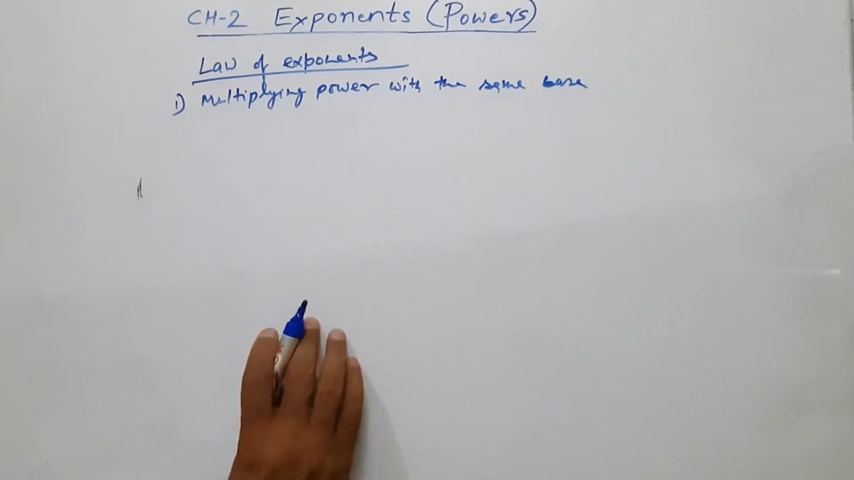 CH-2 Exponents (Powers)
Law of exponents
1) Multiplying power with the same base